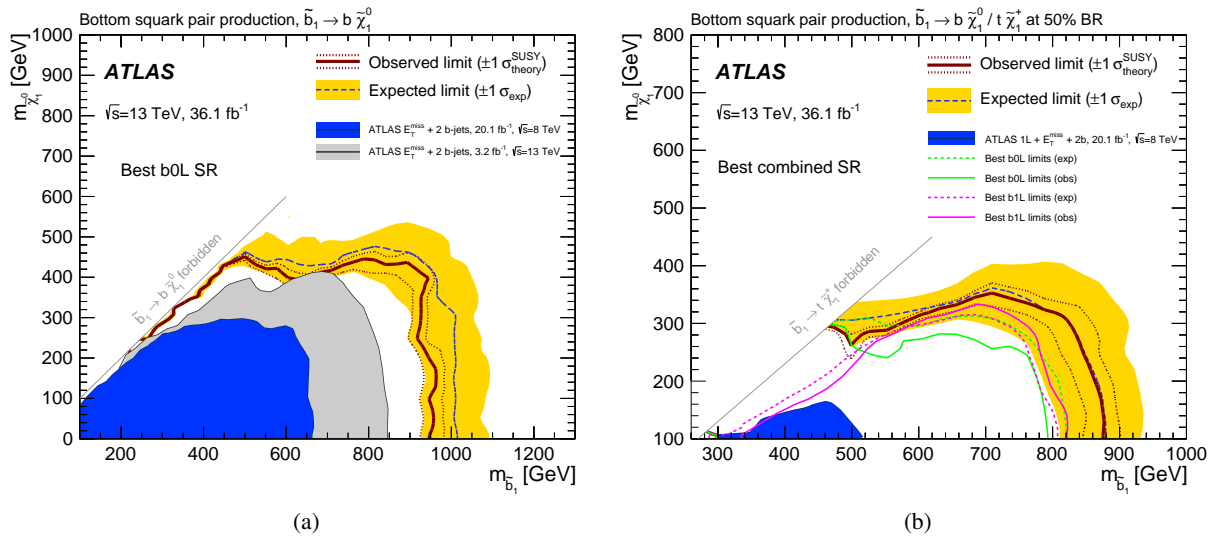 Bottom squark pair production, b̃₁ → b χ̃₁⁰
m_χ̃₁⁰ [GeV]
1000
900
800
700
600
500
400
300
200
100
0
ATLAS
√s=13 TeV, 36.1 fb⁻¹
Best b0L SR
Observed limit (±1 σ_theory^SUSY)
Expected limit (±1 σ_exp)
ATLAS E_T^miss + 2 b-jets, 20.1 fb⁻¹, √s=8 TeV
ATLAS E_T^miss + 2 b-jets, 3.2 fb⁻¹, √s=13 TeV
b̃₁ → b χ̃₁⁰ forbidden
200 400 600 800 1000 1200
m_b̃₁ [GeV]
(a)
Bottom squark pair production, b̃₁ → b χ̃₁⁰ / t χ̃₁⁺ at 50% BR
m_χ̃₁⁰ [GeV]
800
700
600
500
400
300
200
100
ATLAS
√s=13 TeV, 36.1 fb⁻¹
Best combined SR
Observed limit (±1 σ_theory^SUSY)
Expected limit (±1 σ_exp)
ATLAS 1L + E_T^miss + 2b, 20.1 fb⁻¹, √s=8 TeV
Best b0L limits (exp)
Best b0L limits (obs)
Best b1L limits (exp)
Best b1L limits (obs)
b̃₁ → t χ̃₁⁺ forbidden
300 400 500 600 700 800 900 1000
m_b̃₁ [GeV]
(b)